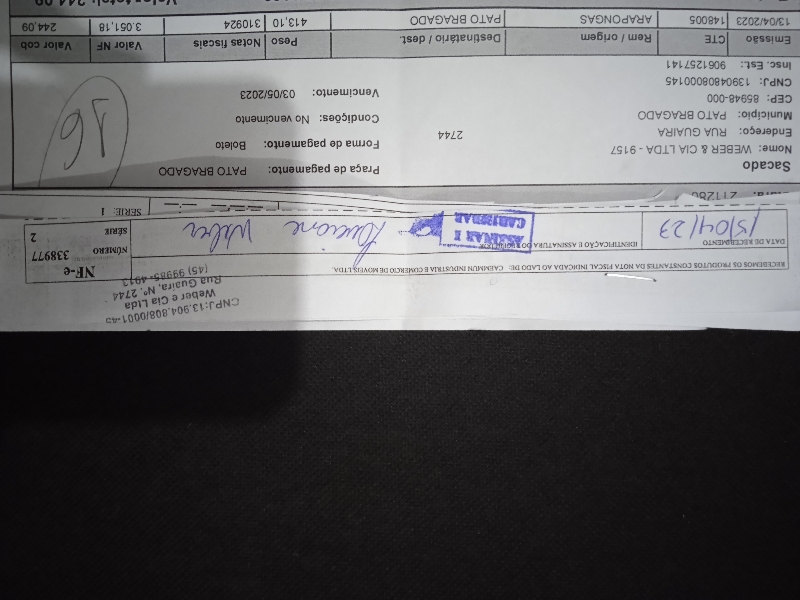 CNPJ:13.904.808/0001-45
Weber e Cia Ltda
Rua Guaira, Nº. 2744
(45) 99985-4913
RECEBEMOS OS PRODUTOS CONSTANTES DA NOTA FISCAL INDICADA AO LADO DE: CAEMMUN INDUSTRIA E COMERCIO DE MOVEIS LTDA
NF-e
NÚMERO 338977
SÉRIE 2
DATA DE RECEBIMENTO
15/04/23
IDENTIFICAÇÃO E ASSINATURA DO
ASSINAR E
CARIMBAR
Weber
SÉRIE: 1
Sacado
Nome: WEBER & CIA LTDA - 9157
Endereço: RUA GUAIRA 2744
Município: PATO BRAGADO
CEP: 85948-000
CNPJ: 13904808000145
Insc. Est.: 9061257141
Praça de pagamento: PATO BRAGADO
Forma de pagamento: Boleto
Condições: No vencimento
Vencimento: 03/05/2023
16
Emissão CTE Rem / origem Destinatário / dest. Peso Notas fiscais Valor NF Valor cob
13/04/2023 148005 ARAPONGAS PATO BRAGADO 413,10 310924 3.051,18 244,09